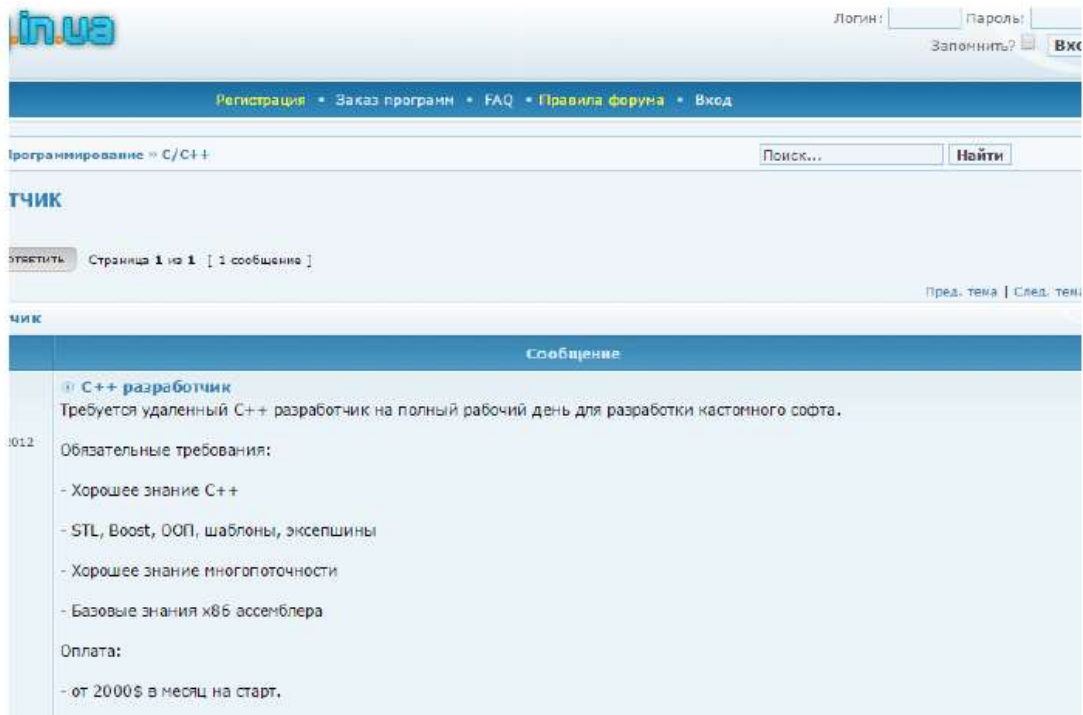 .in.ua
Логин: Пароль:
Запомнить? Вхо
Регистрация • Заказ программ • FAQ • Правила форума • Вход
Программирование » C/C++
Поиск... Найти
тчик
ответить Страница 1 из 1 [ 1 сообщение ]
Пред. тема | След. тема
чик
Сообщение
C++ разработчик
Требуется удаленный C++ разработчик на полный рабочий день для разработки кастомного софта.
2012
Обязательные требования:
- Хорошее знание C++
- STL, Boost, ООП, шаблоны, эксепшины
- Хорошее знание многопоточности
- Базовые знания x86 ассемблера
Оплата:
- от 2000$ в месяц на старт.